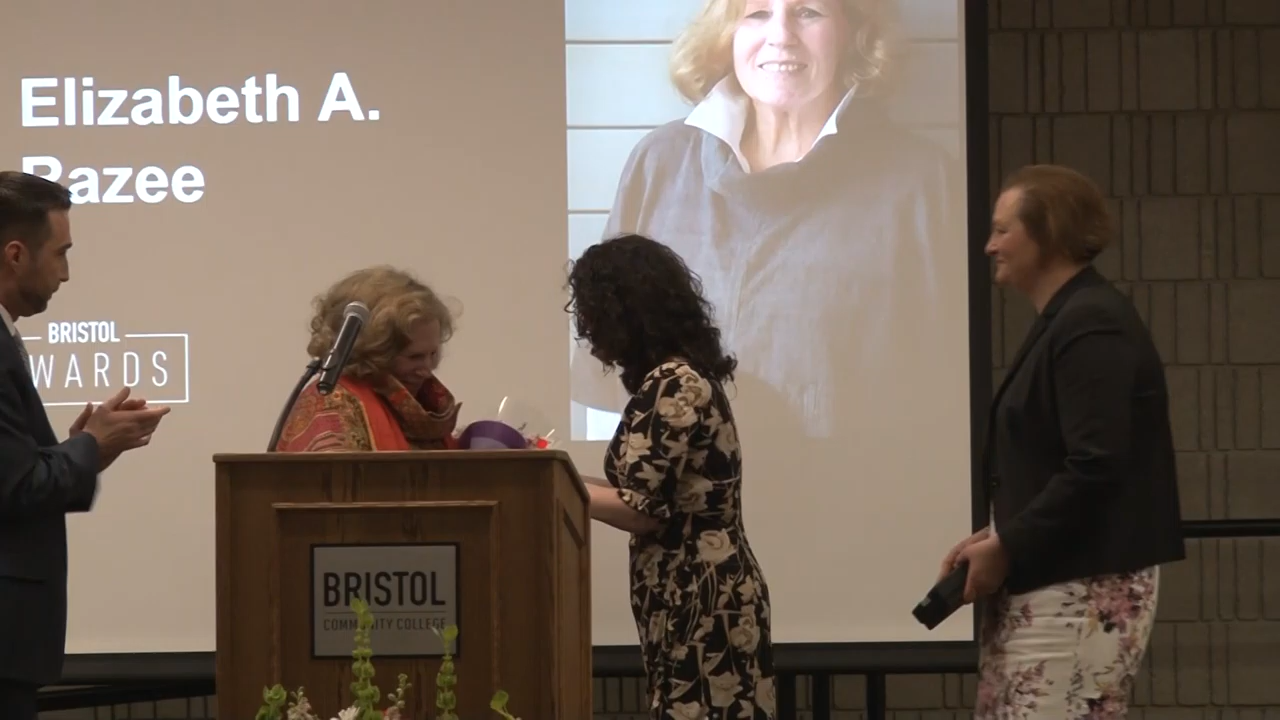 Elizabeth A.
Razee
BRISTOL
WARDS
BRISTOL
COMMUNITY COLLEGE